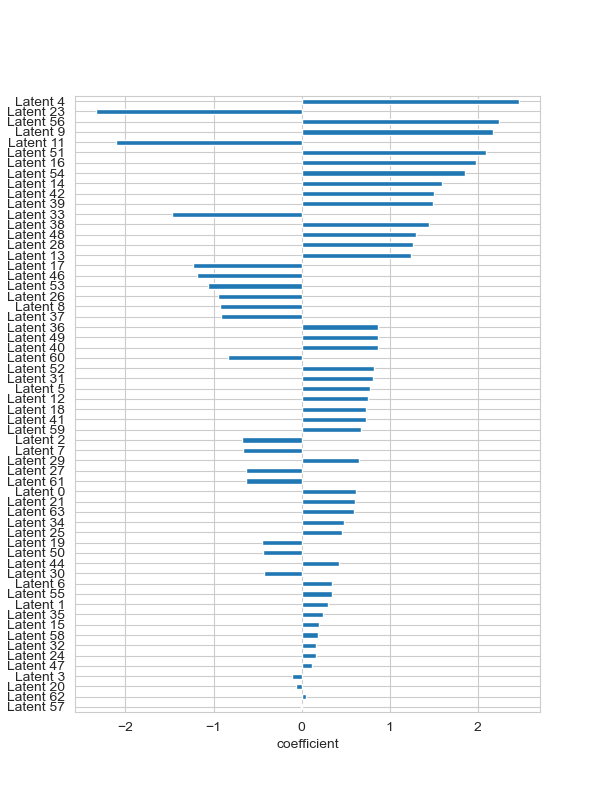 Latent 4
Latent 23
Latent 56
Latent 9
Latent 11
Latent 51
Latent 16
Latent 54
Latent 14
Latent 42
Latent 39
Latent 33
Latent 38
Latent 48
Latent 28
Latent 13
Latent 17
Latent 46
Latent 53
Latent 26
Latent 8
Latent 37
Latent 36
Latent 49
Latent 40
Latent 60
Latent 52
Latent 31
Latent 5
Latent 12
Latent 18
Latent 41
Latent 59
Latent 2
Latent 7
Latent 29
Latent 27
Latent 61
Latent 0
Latent 21
Latent 63
Latent 34
Latent 25
Latent 19
Latent 50
Latent 44
Latent 30
Latent 6
Latent 55
Latent 1
Latent 35
Latent 15
Latent 58
Latent 32
Latent 24
Latent 47
Latent 3
Latent 20
Latent 62
Latent 57
−2 −1 0 1 2
coefficient